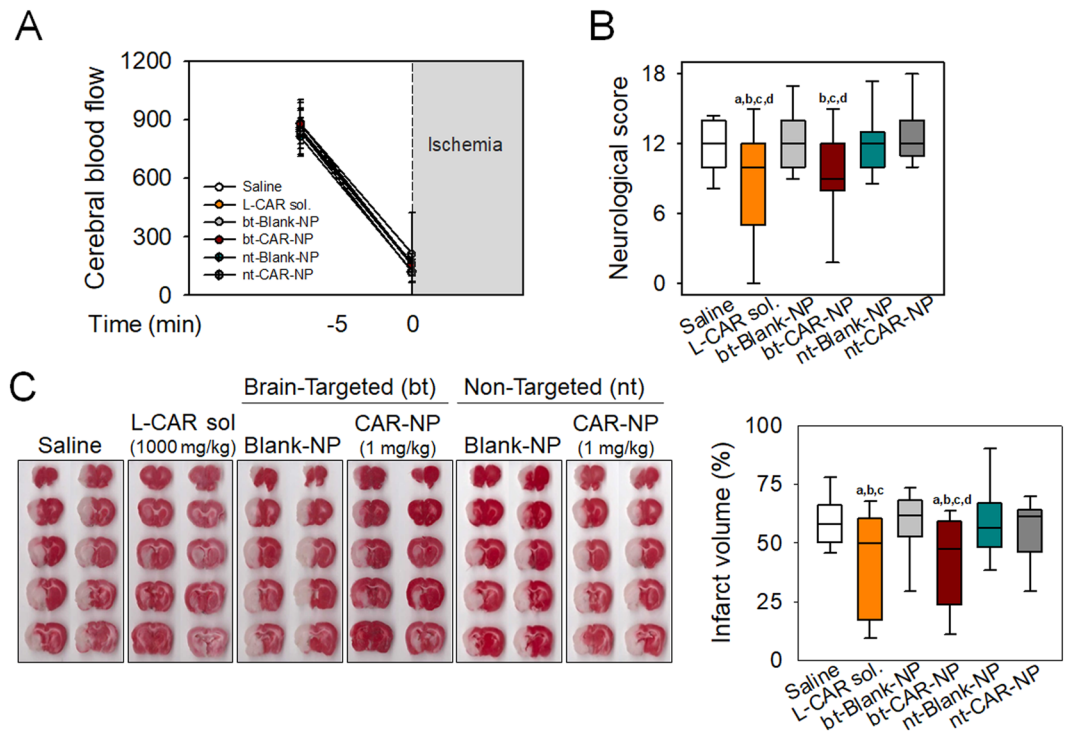 A
Cerebral blood flow
1200
900
600
300
0
Ischemia
Saline
L-CAR sol.
bt-Blank-NP
bt-CAR-NP
nt-Blank-NP
nt-CAR-NP
Time (min)
-5
0
B
Neurological score
18
12
6
0
a,b,c,d
b,c,d
Saline
L-CAR sol.
bt-Blank-NP
bt-CAR-NP
nt-Blank-NP
nt-CAR-NP
C
Brain-Targeted (bt)
Non-Targeted (nt)
Saline
L-CAR sol
(1000 mg/kg)
Blank-NP
CAR-NP
(1 mg/kg)
Blank-NP
CAR-NP
(1 mg/kg)
Infarct volume (%)
100
75
50
25
0
a,b,c
a,b,c,d
Saline
L-CAR sol.
bt-Blank-NP
bt-CAR-NP
nt-Blank-NP
nt-CAR-NP